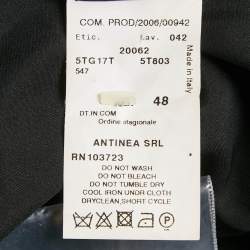 COM. PROD/2006/00942
Etic. Lav. 042
20062
5TG17T 5T803
547
48
DT.IN.COM
Ordine stagionale
Made in Italy
ANTINEA SRL
RN103723
DO NOT WASH
DO NOT BLEACH
DO NOT TUMBLE DRY
COOL IRON UNDR CLOTH
DRYCLEAN,SHORT CYCLE